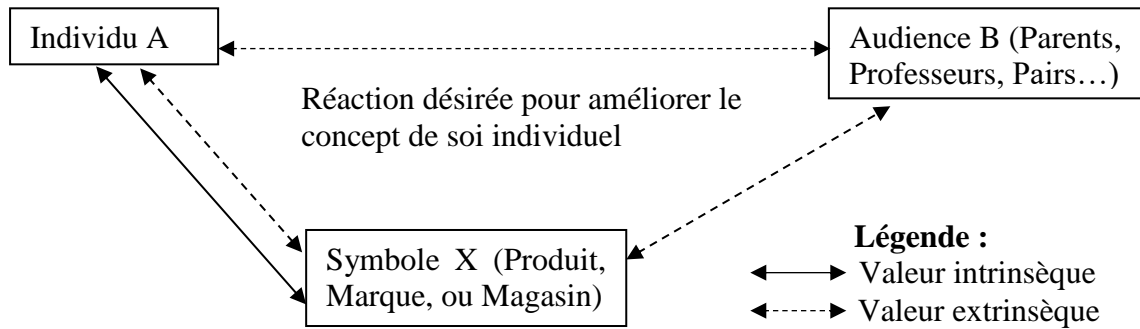 Individu A
Audience B (Parents,
Professeurs, Pairs…)
Réaction désirée pour améliorer le
concept de soi individuel
Symbole X (Produit,
Marque, ou Magasin)
Légende :
Valeur intrinsèque
Valeur extrinsèque